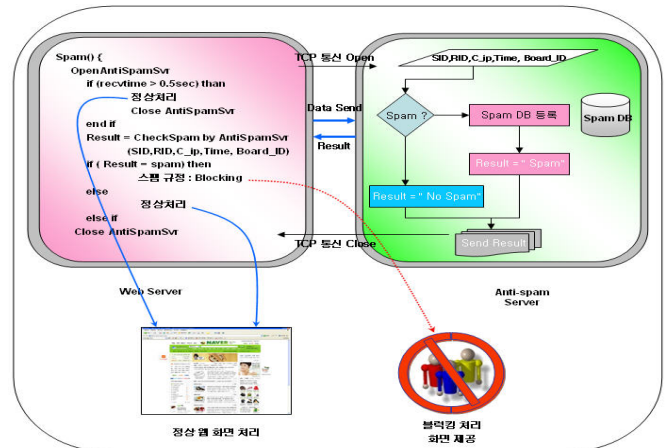 Spam() {
OpenAntiSpamSvr
if (recvtime > 0.5sec) than
정상처리
Close AntiSpamSvr
end if
Result = CheckSpam by AntiSpamSvr
(SID,RID,C_ip,Time, Board_ID)
if ( Result = spam) then
스팸 규정 : Blocking
else
정상처리
else if
Close AntiSpamSvr
Web Server
TCP 통신 Open
Data Send
Result
TCP 통신 Close
SID,RID,C_ip,Time, Board_ID
Spam ?
Spam DB 등록
Spam DB
Result = " Spam"
Result = " No Spam"
Send Result
Anti-spam
Server
NAVER
정상 웹 화면 처리
블럭킹 처리
화면 제공